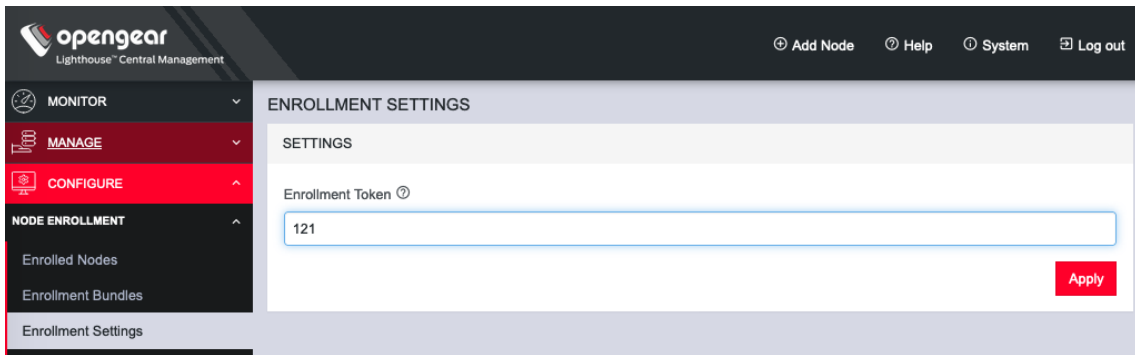 opengear
Lighthouse™ Central Management
Add Node Help System Log out
MONITOR
MANAGE
CONFIGURE
NODE ENROLLMENT
Enrolled Nodes
Enrollment Bundles
Enrollment Settings
ENROLLMENT SETTINGS
SETTINGS
Enrollment Token
121
Apply